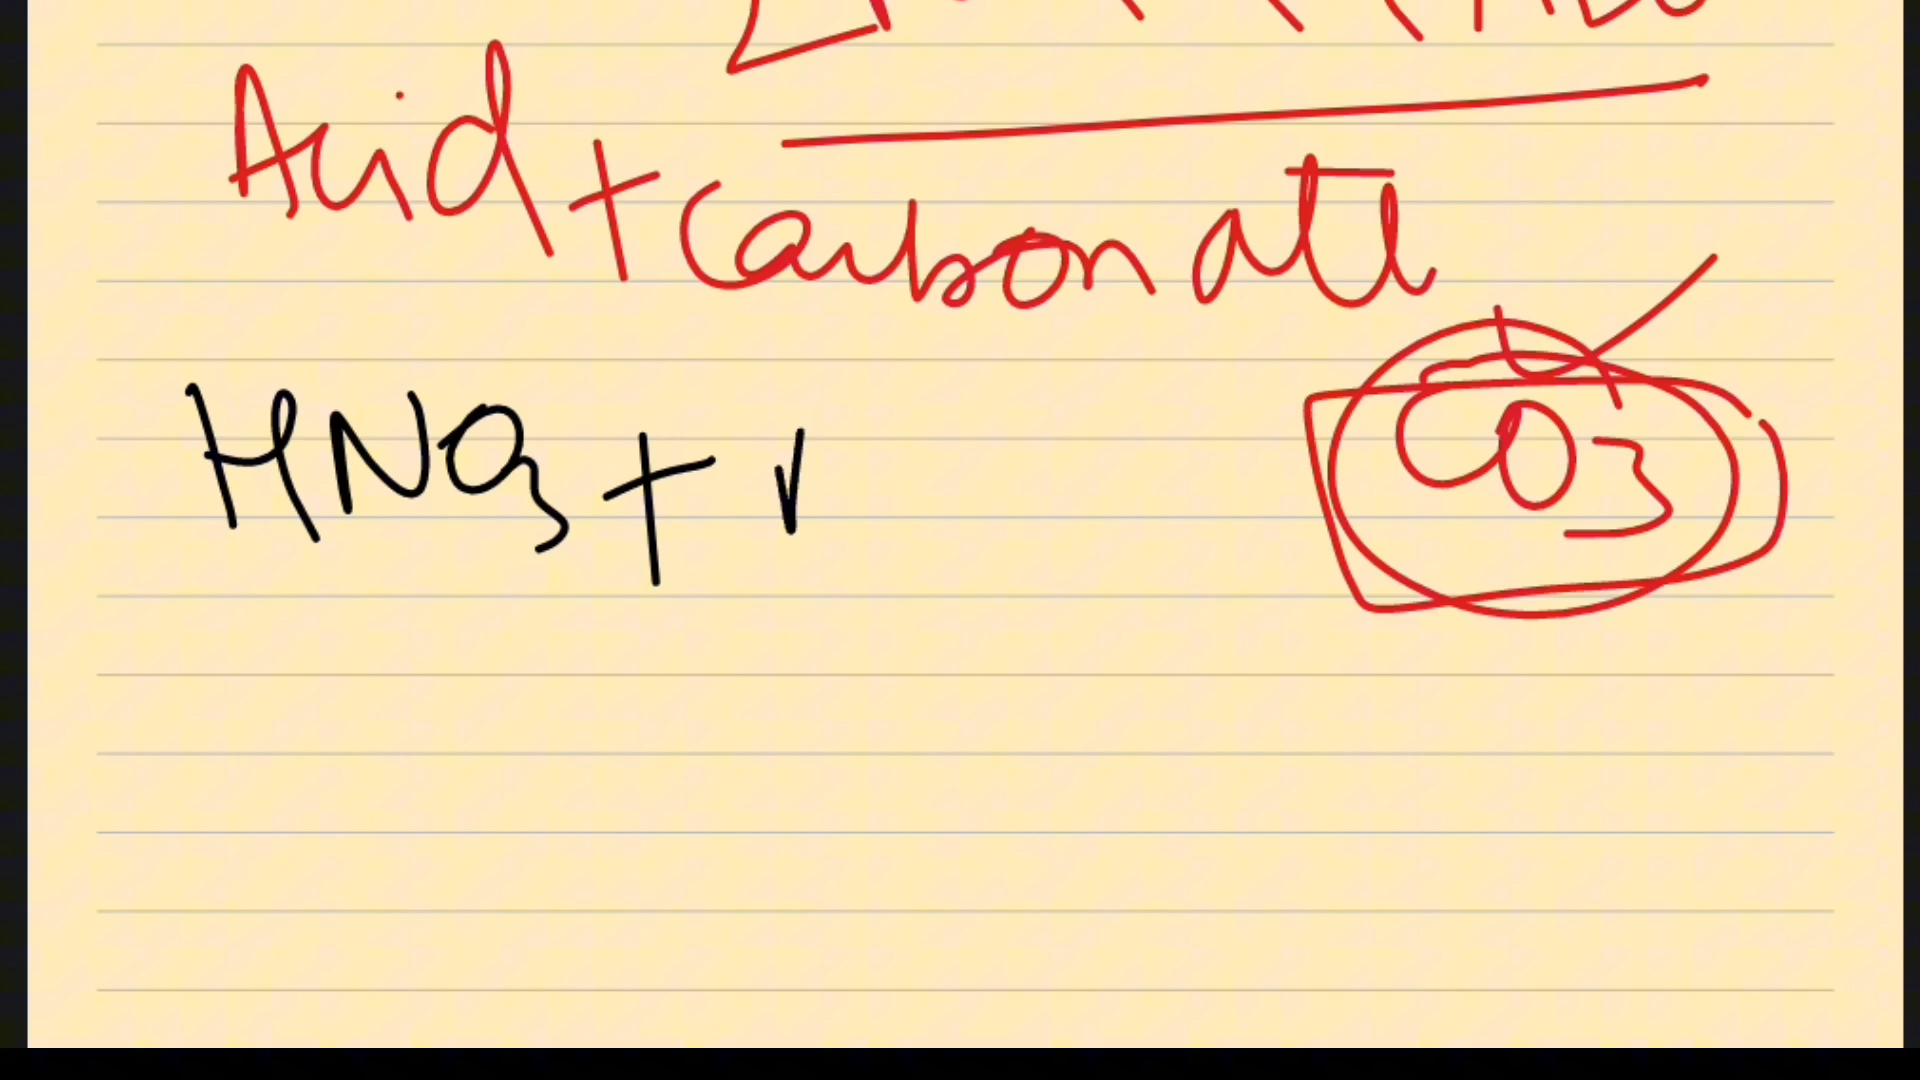 Acid + Carbonate
CO3
HNO3 +